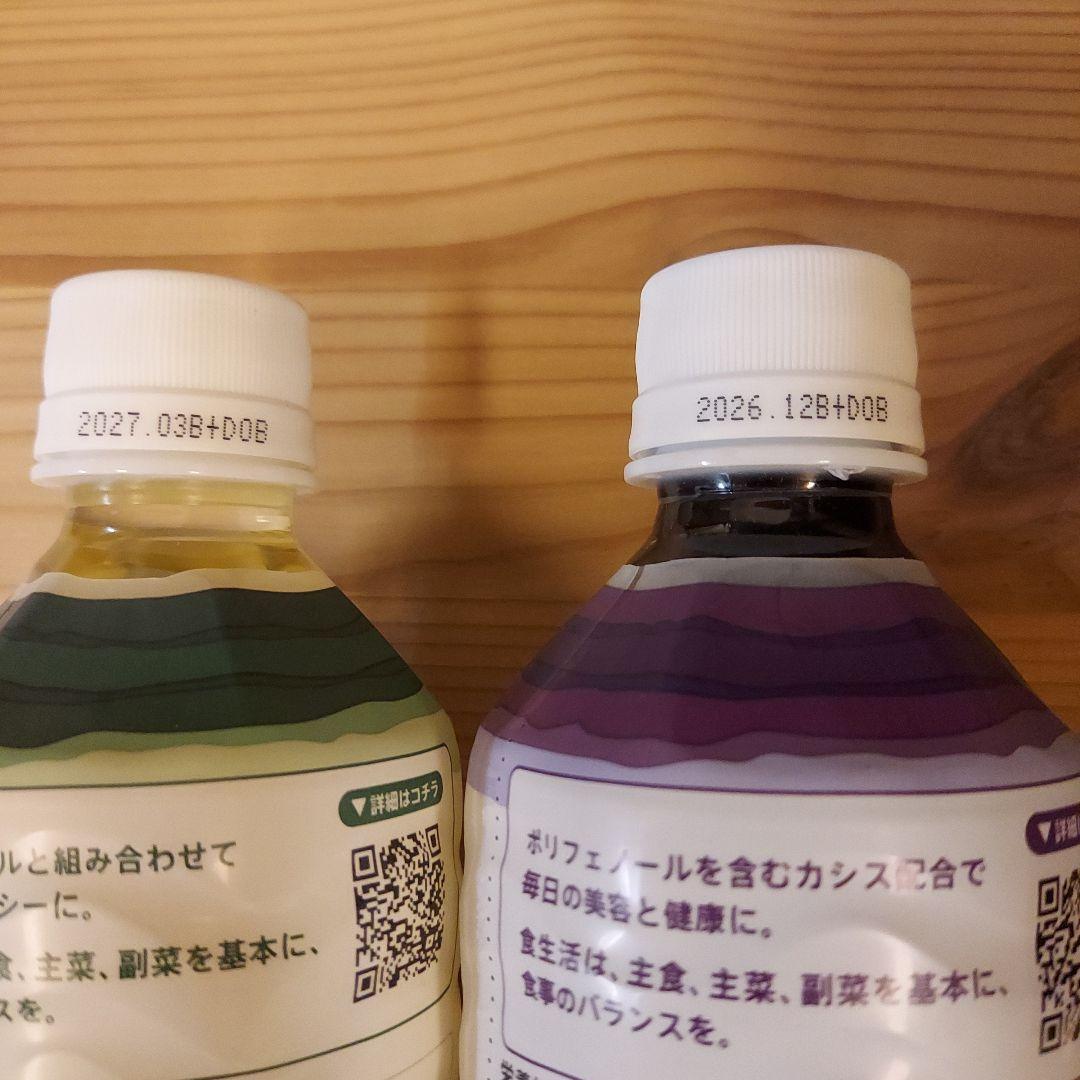 2027.03B+DOB
2026.12B+DOB
▼詳細はコチラ
ルと組み合わせて
シーに。
食、主菜、副菜を基本に、
スを。
▼詳細
ポリフェノールを含むカシス配合で
毎日の美容と健康に。
食生活は、主食、主菜、副菜を基本に、
食事のバランスを。